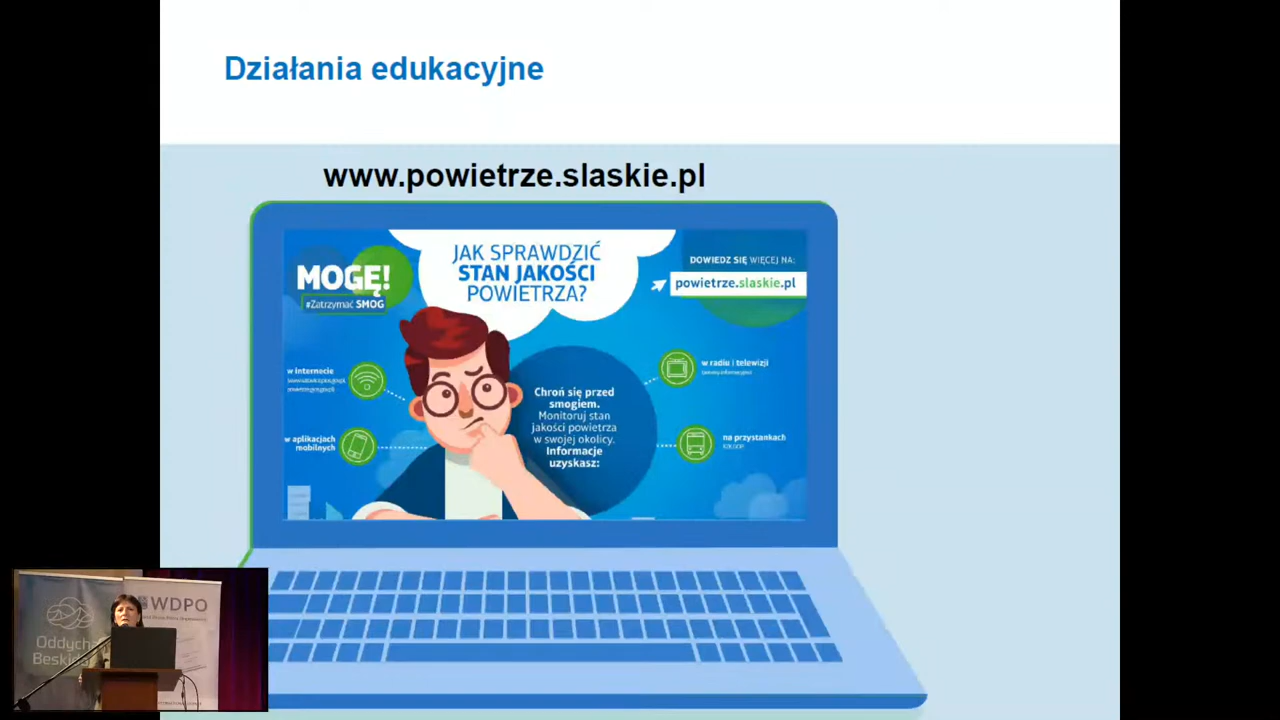 Działania edukacyjne
www.powietrze.slaskie.pl
MOGĘ!
#Zatrzymać SMOG
JAK SPRAWDZIĆ
STAN JAKOŚCI
POWIETRZA?
DOWIEDZ SIĘ WIĘCEJ NA:
powietrze.slaskie.pl
w internecie
w aplikacjach
mobilnych
Chroń się przed
smogiem.
Monitoruj stan
jakości powietrza
w swojej okolicy.
Informacje
uzyskasz:
w radiu i telewizji
na przystankach
WDPO
Oddycha
Beskid